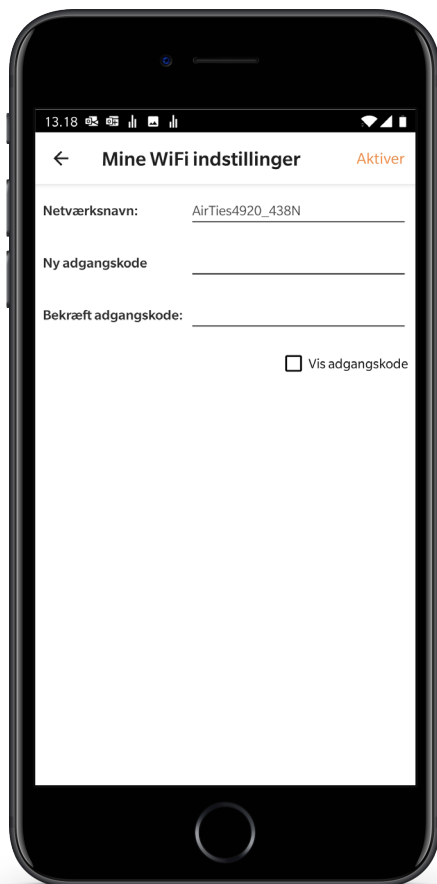 13.18
Mine WiFi indstillinger Aktiver
Netværksnavn: AirTies4920_438N
Ny adgangskode
Bekræft adgangskode:
Vis adgangskode